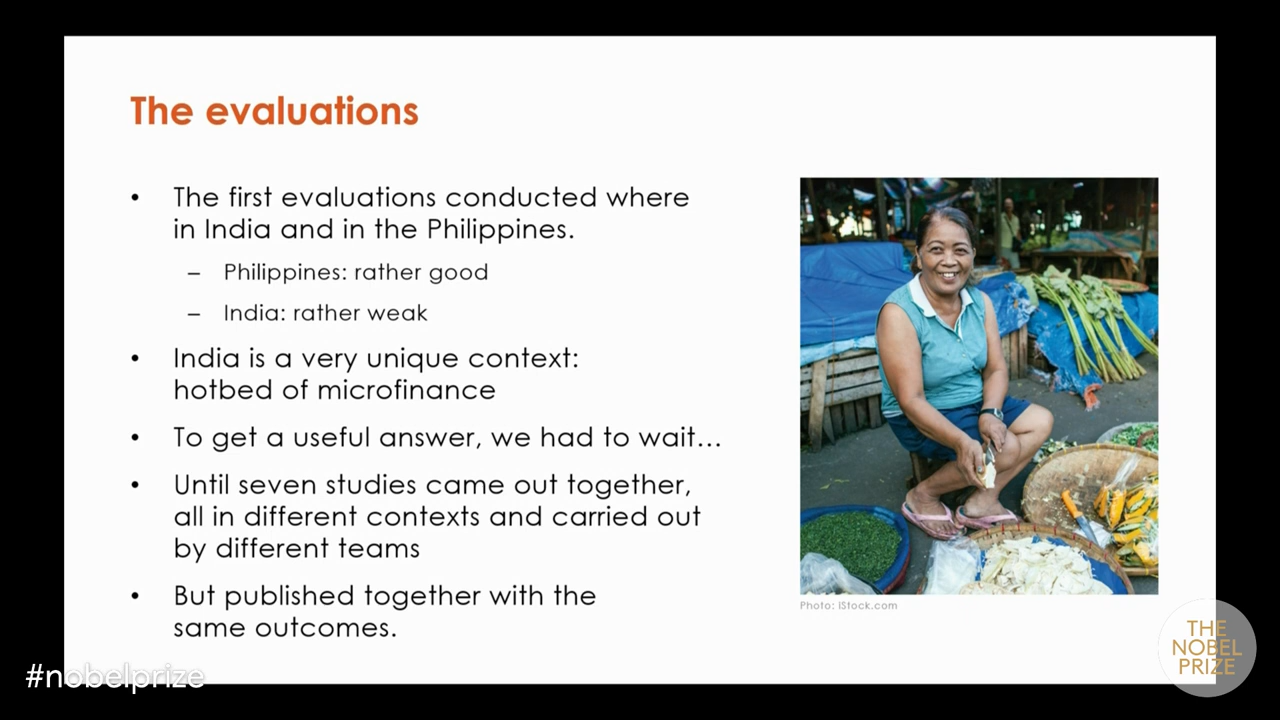 The evaluations
• The first evaluations conducted where
in India and in the Philippines.
– Philippines: rather good
– India: rather weak
• India is a very unique context:
hotbed of microfinance
• To get a useful answer, we had to wait...
• Until seven studies came out together,
all in different contexts and carried out
by different teams
• But published together with the
same outcomes.
Photo: iStock.com
THE
NOBEL
PRIZE
#nobelprize